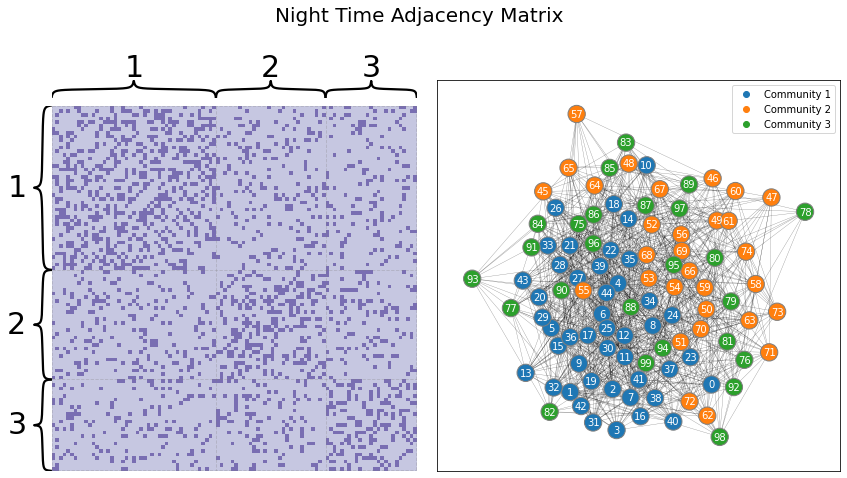 Night Time Adjacency Matrix
1 2 3
1
2
3
Community 1
Community 2
Community 3
57
83
48 10
65 85
64 67 89 46
45 60 47
26 18 87 97 78
86 14
84 75 52 49 61
56
91 33 21 96 22 68 69 74
35 80
28 39 95 66
93 43 27 4 53 58
90 55 44 54 59
20 34 79
77 88 50 73
29 6 24 63
5 25 8 70
36 17 12 51 81
15 30 94 71
11 23 76
9 99 37
13 19 41 0 92
32 1 2
7 38 72
82 42 62
31 16 40
3 98